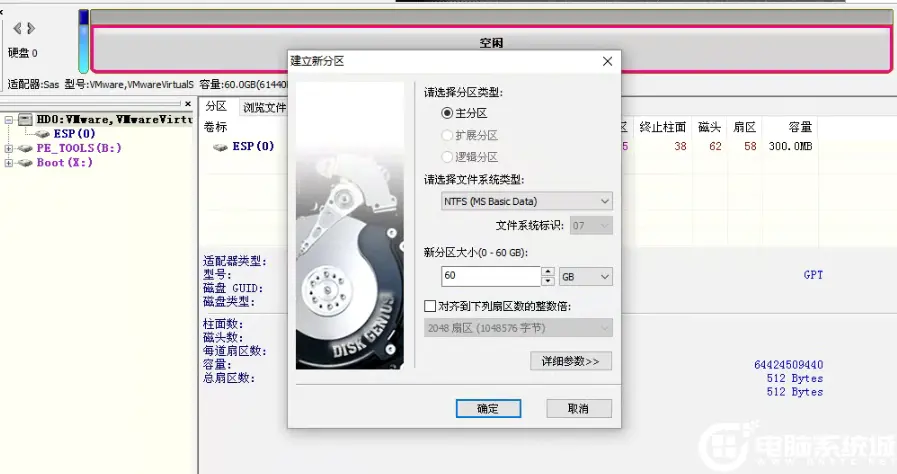 硬盘 0
空闲
适配器:Sas 型号:VMware,VMwareVirtualS 容量:60.0GB(61440
HD0:VMware,VMwareVirtu
ESP(0)
PE_TOOLS(B:)
Boot(X:)
分区 浏览文件
卷标 终止柱面 磁头 扇区 容量
ESP(0) 5 38 62 58 300.0MB
适配器类型:
型号: GPT
磁盘 GUID:
磁盘类型:
柱面数:
磁头数:
每道扇区数:
容量: 64424509440
总扇区数: 512 Bytes
512 Bytes
建立新分区
请选择分区类型:
主分区
扩展分区
逻辑分区
请选择文件系统类型:
NTFS (MS Basic Data)
文件系统标识: 07
新分区大小(0 - 60 GB):
60 GB
对齐到下列扇区数的整数倍:
2048 扇区 (1048576 字节)
详细参数>>
确定 取消
DISK GENIUS
电脑系统城